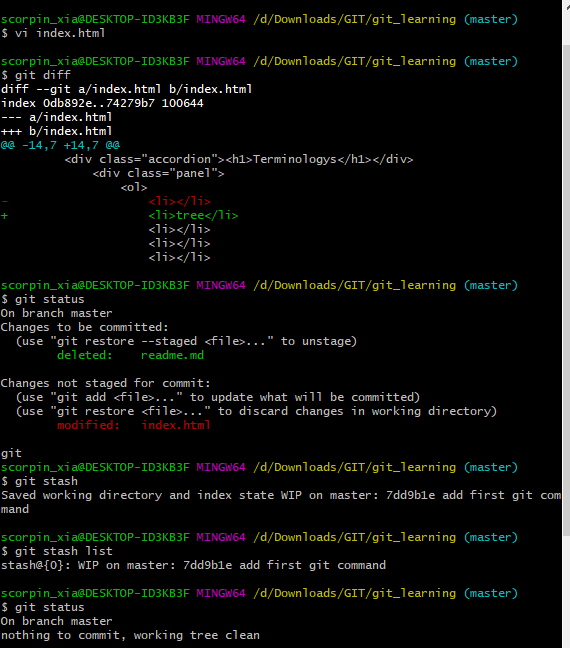 scorpin_xia@DESKTOP-ID3KB3F MINGW64 /d/Downloads/GIT/git_learning (master)
$ vi index.html
scorpin_xia@DESKTOP-ID3KB3F MINGW64 /d/Downloads/GIT/git_learning (master)
$ git diff
diff --git a/index.html b/index.html
index 0db892e..74279b7 100644
--- a/index.html
+++ b/index.html
@@ -14,7 +14,7 @@
         <div class="accordion"><h1>Terminologys</h1></div>
             <div class="panel">
                 <ol>
-                    <li></li>
+                    <li>tree</li>
                     <li></li>
                     <li></li>
                     <li></li>
scorpin_xia@DESKTOP-ID3KB3F MINGW64 /d/Downloads/GIT/git_learning (master)
$ git status
On branch master
Changes to be committed:
  (use "git restore --staged <file>..." to unstage)
        deleted:    readme.md
Changes not staged for commit:
  (use "git add <file>..." to update what will be committed)
  (use "git restore <file>..." to discard changes in working directory)
        modified:   index.html
git
scorpin_xia@DESKTOP-ID3KB3F MINGW64 /d/Downloads/GIT/git_learning (master)
$ git stash
Saved working directory and index state WIP on master: 7dd9b1e add first git com
mand
scorpin_xia@DESKTOP-ID3KB3F MINGW64 /d/Downloads/GIT/git_learning (master)
$ git stash list
stash@{0}: WIP on master: 7dd9b1e add first git command
scorpin_xia@DESKTOP-ID3KB3F MINGW64 /d/Downloads/GIT/git_learning (master)
$ git status
On branch master
nothing to commit, working tree clean